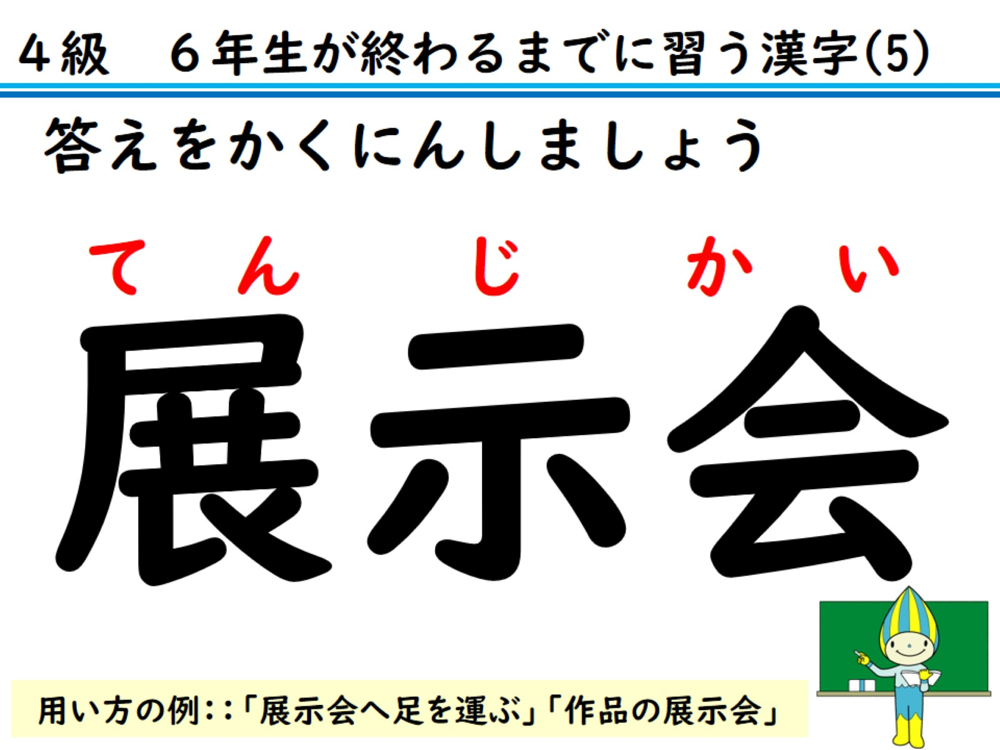 ４級　６年生が終わるまでに習う漢字(5)
答えをかくにんしましょう
てん　じ　かい
展示会
用い方の例：：「展示会へ足を運ぶ」「作品の展示会」